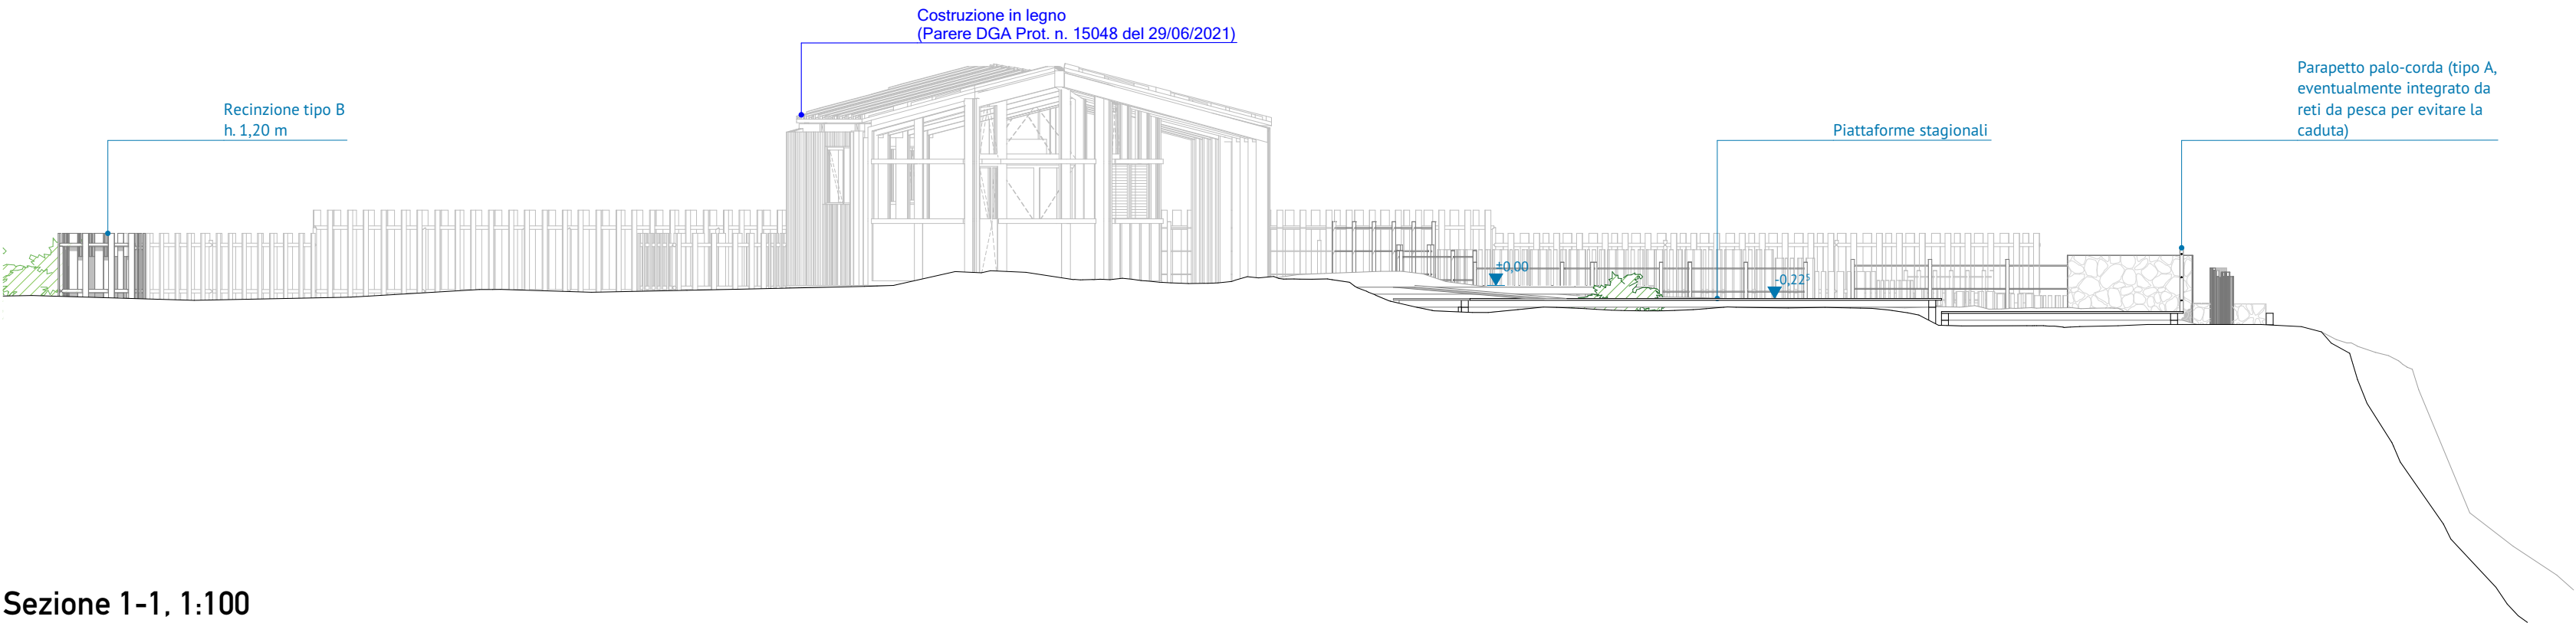 Costruzione in legno
(Parere DGA Prot. n. 15048 del 29/06/2021)
Recinzione tipo B
h. 1,20 m
Piattaforme stagionali
Parapetto palo-corda (tipo A,
eventualmente integrato da
reti da pesca per evitare la
caduta)
±0,00
-0,22⁵
Sezione 1-1, 1:100